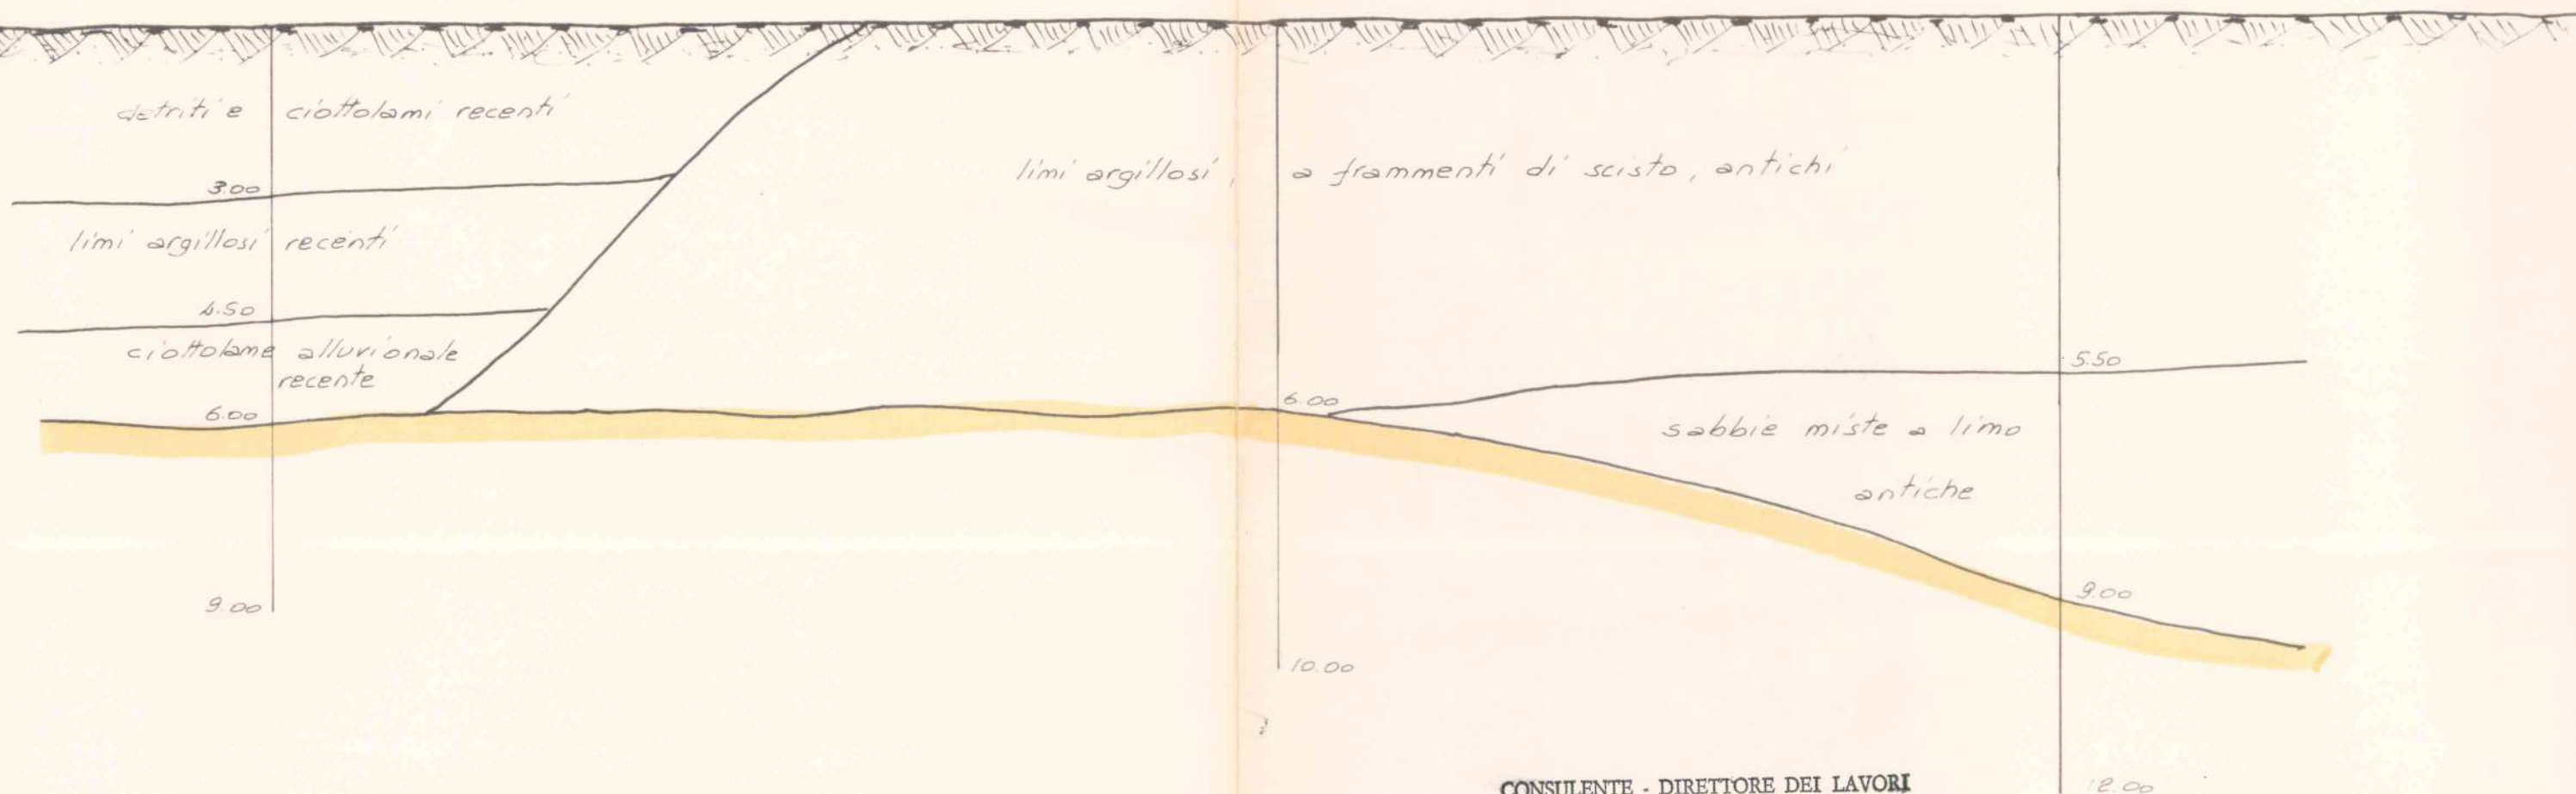 detriti e ciottolami recenti
3.00
limi argillosi recenti
4.50
ciottolame alluvionale
recente
6.00
9.00
limi argillosi, a frammenti di scisto, antichi
6.00
10.00
5.50
sabbie miste a limo
antiche
9.00
12.00
CONSULENTE - DIRETTORE DEI LAVORI